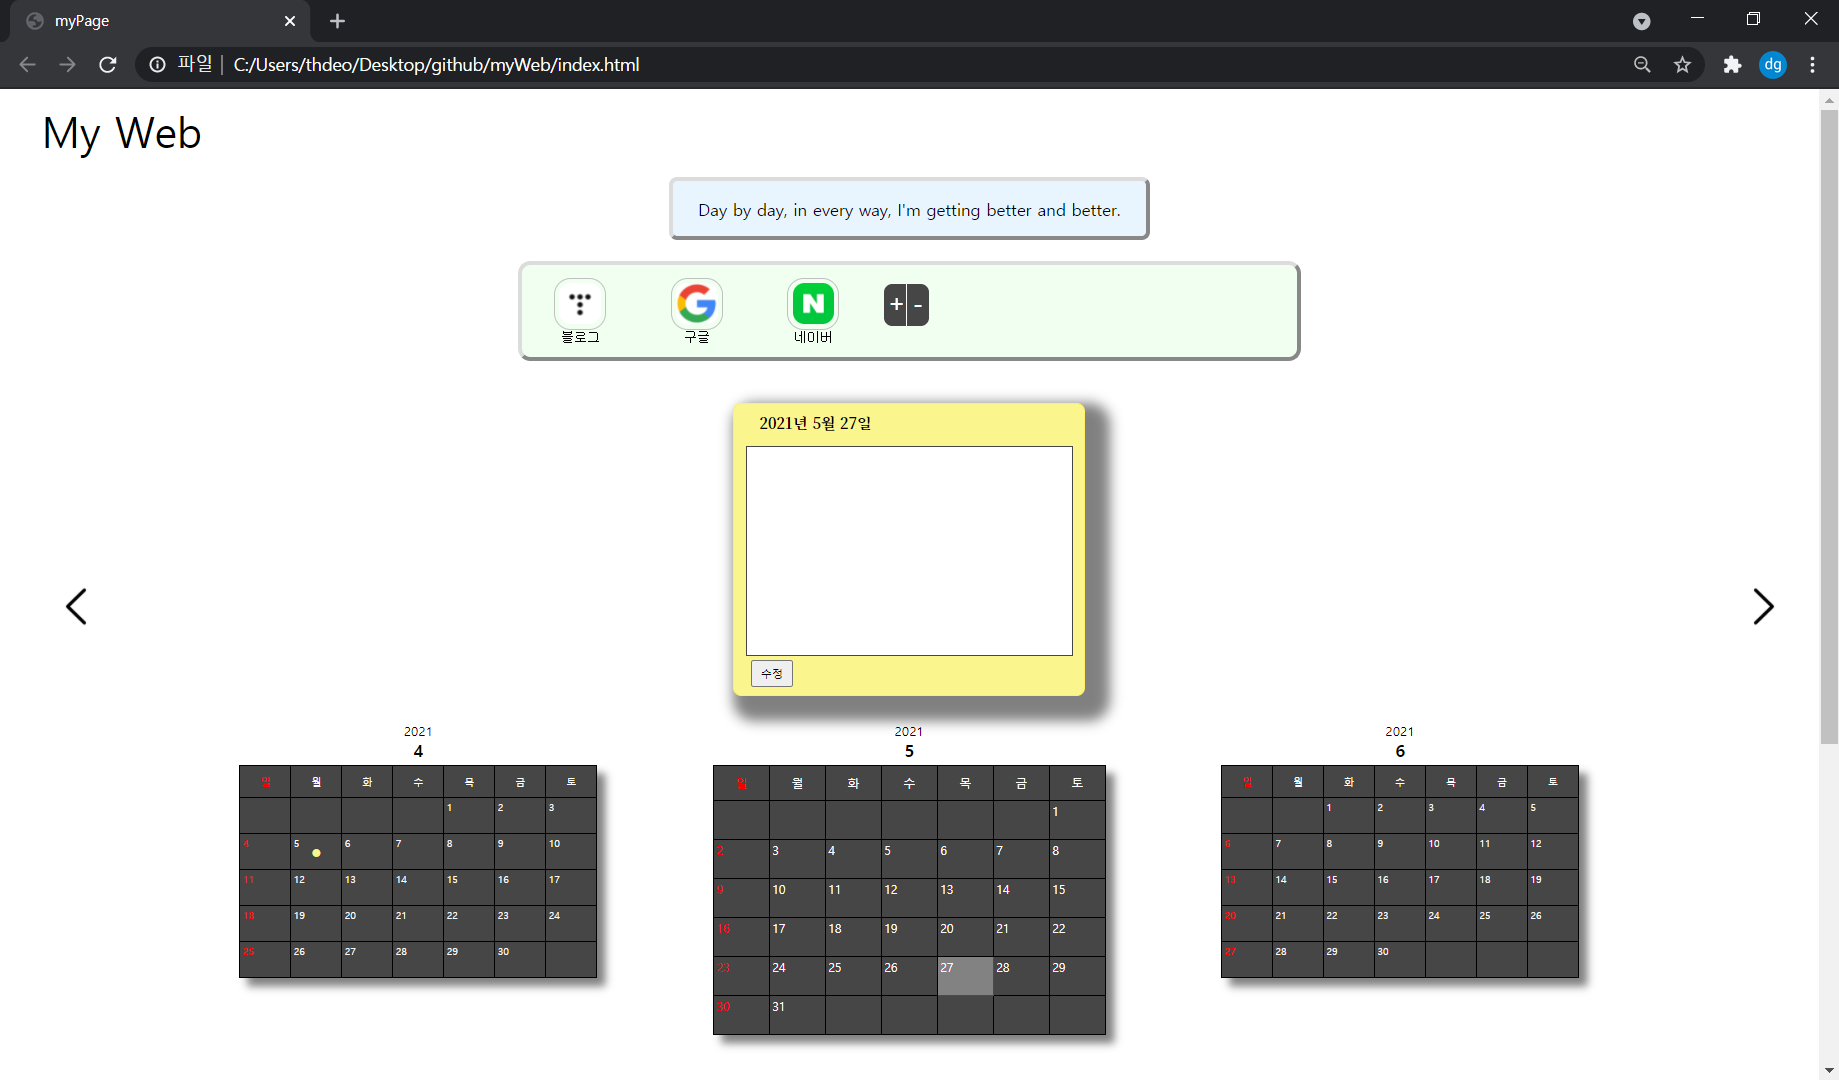 myPage
파일 | C:/Users/thdeo/Desktop/github/myWeb/index.html
dg
My Web
Day by day, in every way, I'm getting better and better.
N
+ -
블로그 구글 네이버
2021년 5월 27일
수정
2021
4
일 월 화 수 목 금 토
1 2 3
4 5 6 7 8 9 10
11 12 13 14 15 16 17
18 19 20 21 22 23 24
25 26 27 28 29 30
2021
5
일 월 화 수 목 금 토
1
2 3 4 5 6 7 8
9 10 11 12 13 14 15
16 17 18 19 20 21 22
23 24 25 26 27 28 29
30 31
2021
6
일 월 화 수 목 금 토
1 2 3 4 5
6 7 8 9 10 11 12
13 14 15 16 17 18 19
20 21 22 23 24 25 26
27 28 29 30